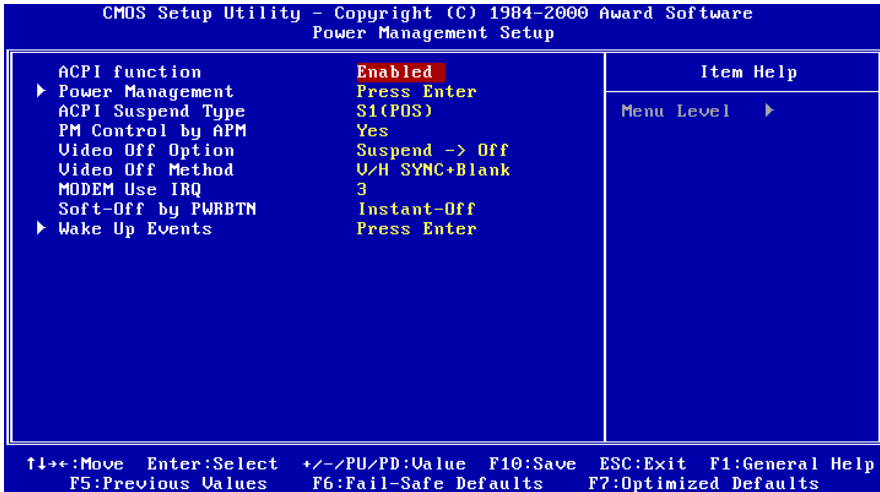 CMOS Setup Utility – Copyright (C) 1984–2000 Award Software
Power Management Setup
ACPI function Enabled
▶ Power Management Press Enter
ACPI Suspend Type S1(POS)
PM Control by APM Yes
Video Off Option Suspend -> Off
Video Off Method V/H SYNC+Blank
MODEM Use IRQ 3
Soft-Off by PWRBTN Instant-Off
▶ Wake Up Events Press Enter
Item Help
Menu Level ▶
↑↓→←:Move Enter:Select +/-/PU/PD:Value F10:Save ESC:Exit F1:General Help
F5:Previous Values F6:Fail-Safe Defaults F7:Optimized Defaults